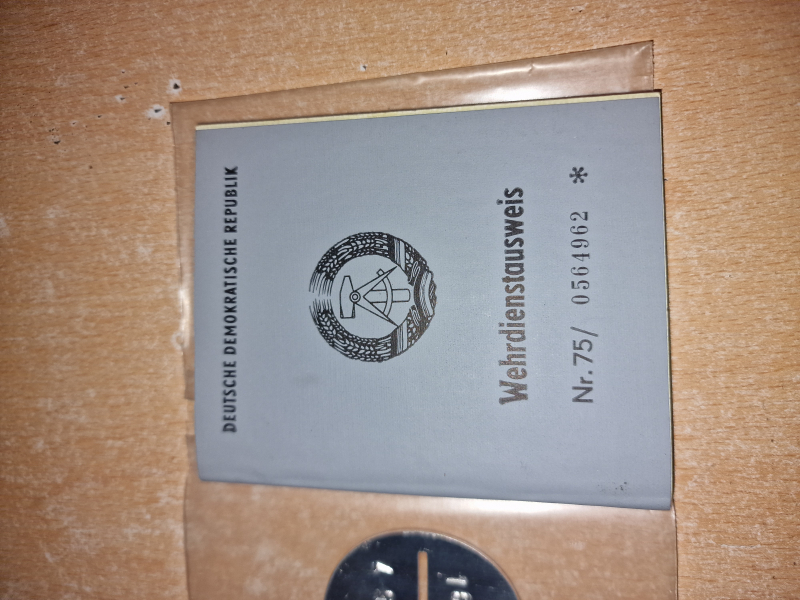 DEUTSCHE DEMOKRATISCHE REPUBLIK
Wehrdienstausweis
Nr. 75/ 0564962 *